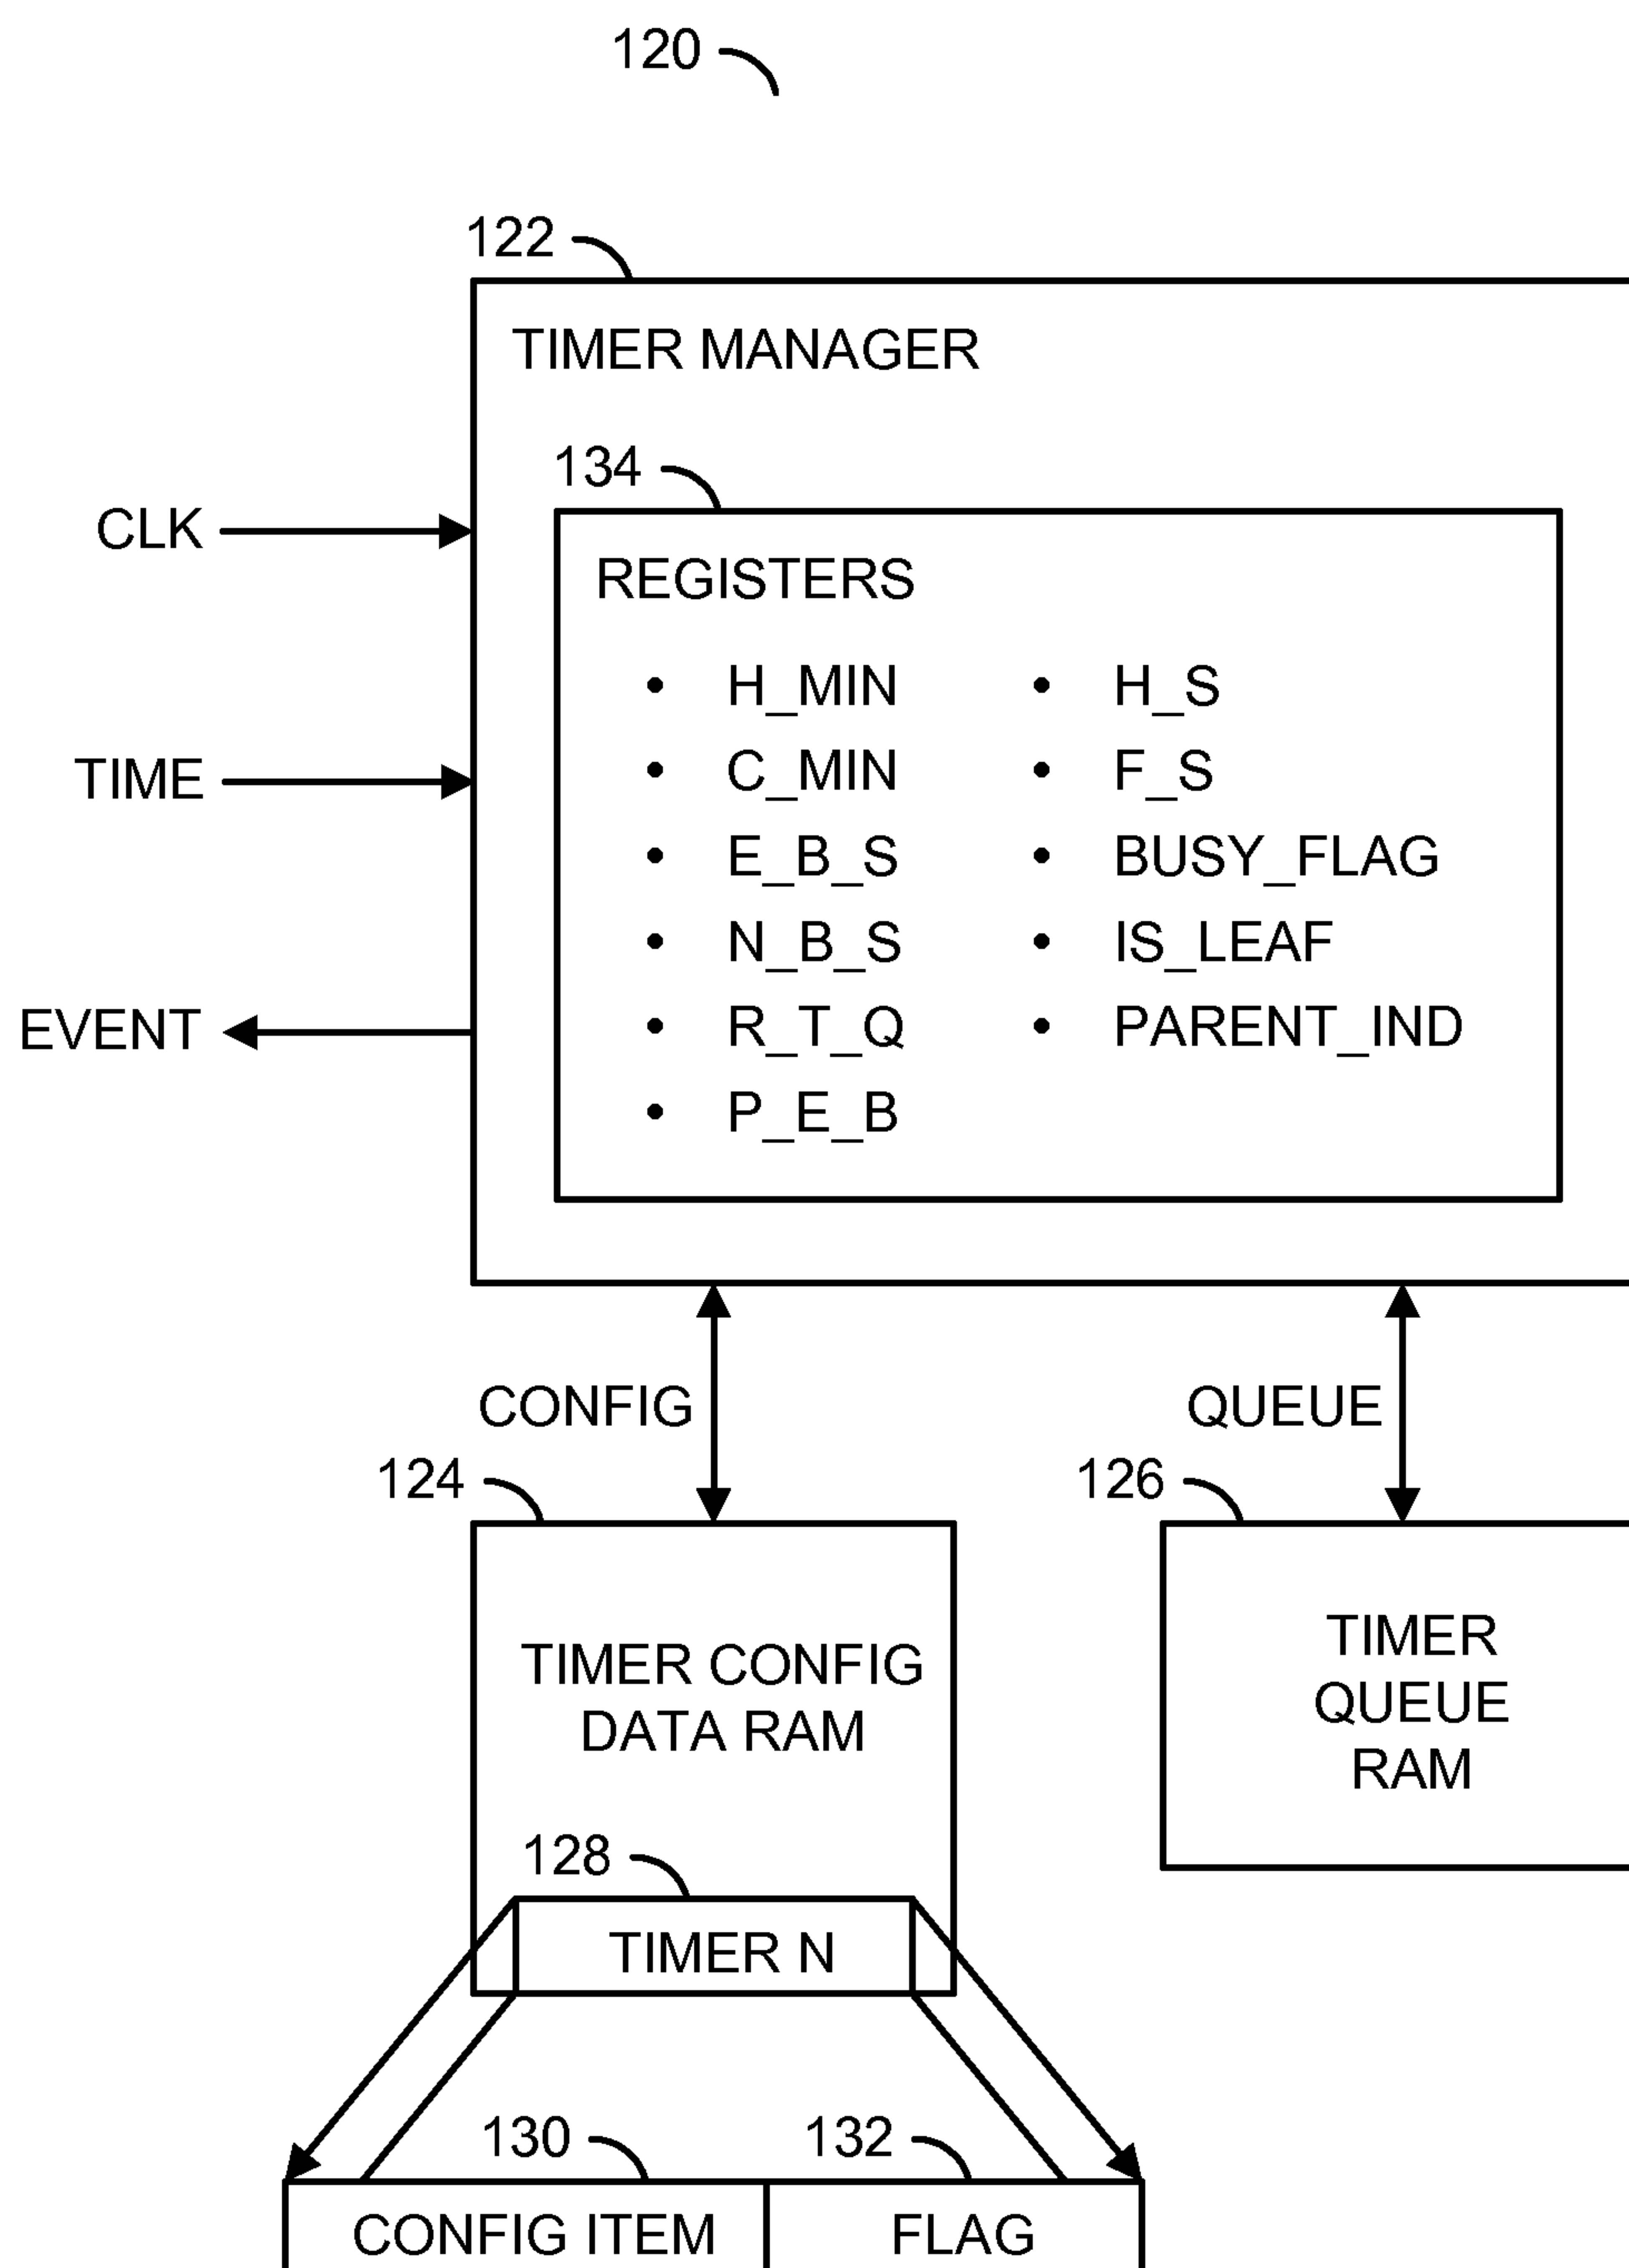 120
122
TIMER MANAGER
134
CLK
REGISTERS
H_MIN
H_S
TIME
C_MIN
F_S
E_B_S
BUSY_FLAG
N_B_S
IS_LEAF
EVENT
R_T_Q
PARENT_IND
P_E_B
CONFIG
QUEUE
124
126
TIMER CONFIG
DATA RAM
TIMER
QUEUE
RAM
128
TIMER N
130
132
CONFIG ITEM
FLAG